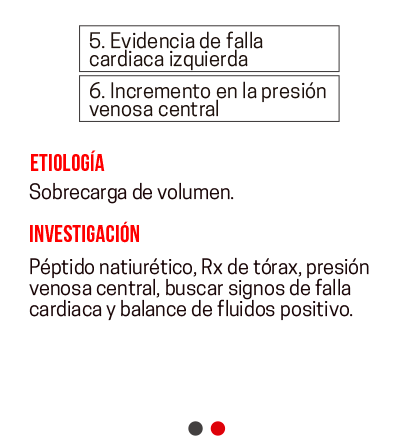 5. Evidencia de falla
cardiaca izquierda
6. Incremento en la presión
venosa central
ETIOLOGÍA
Sobrecarga de volumen.
INVESTIGACIÓN
Péptido natiurético, Rx de tórax, presión
venosa central, buscar signos de falla
cardiaca y balance de fluidos positivo.